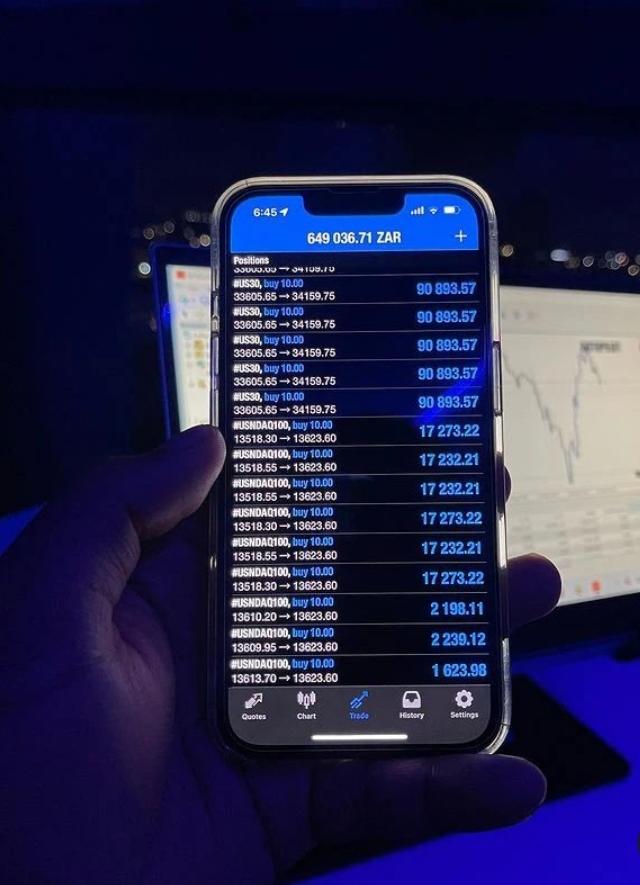 6:45
649 036.71 ZAR
Positions
33605.65 → 34159.75
#US30, buy 10.00
33605.65 → 34159.75 90 893.57
#US30, buy 10.00
33605.65 → 34159.75 90 893.57
#US30, buy 10.00
33605.65 → 34159.75 90 893.57
#US30, buy 10.00
33605.65 → 34159.75 90 893.57
#US30, buy 10.00
33605.65 → 34159.75 90 893.57
#USNDAQ100, buy 10.00
13518.30 → 13623.60 17 273.22
#USNDAQ100, buy 10.00
13518.55 → 13623.60 17 232.21
#USNDAQ100, buy 10.00
13518.55 → 13623.60 17 232.21
#USNDAQ100, buy 10.00
13518.30 → 13623.60 17 273.22
#USNDAQ100, buy 10.00
13518.55 → 13623.60 17 232.21
#USNDAQ100, buy 10.00
13518.30 → 13623.60 17 273.22
#USNDAQ100, buy 10.00
13610.20 → 13623.60 2 198.11
#USNDAQ100, buy 10.00
13609.95 → 13623.60 2 239.12
#USNDAQ100, buy 10.00
13613.70 → 13623.60 1 623.98
Quotes Chart Trade History Settings